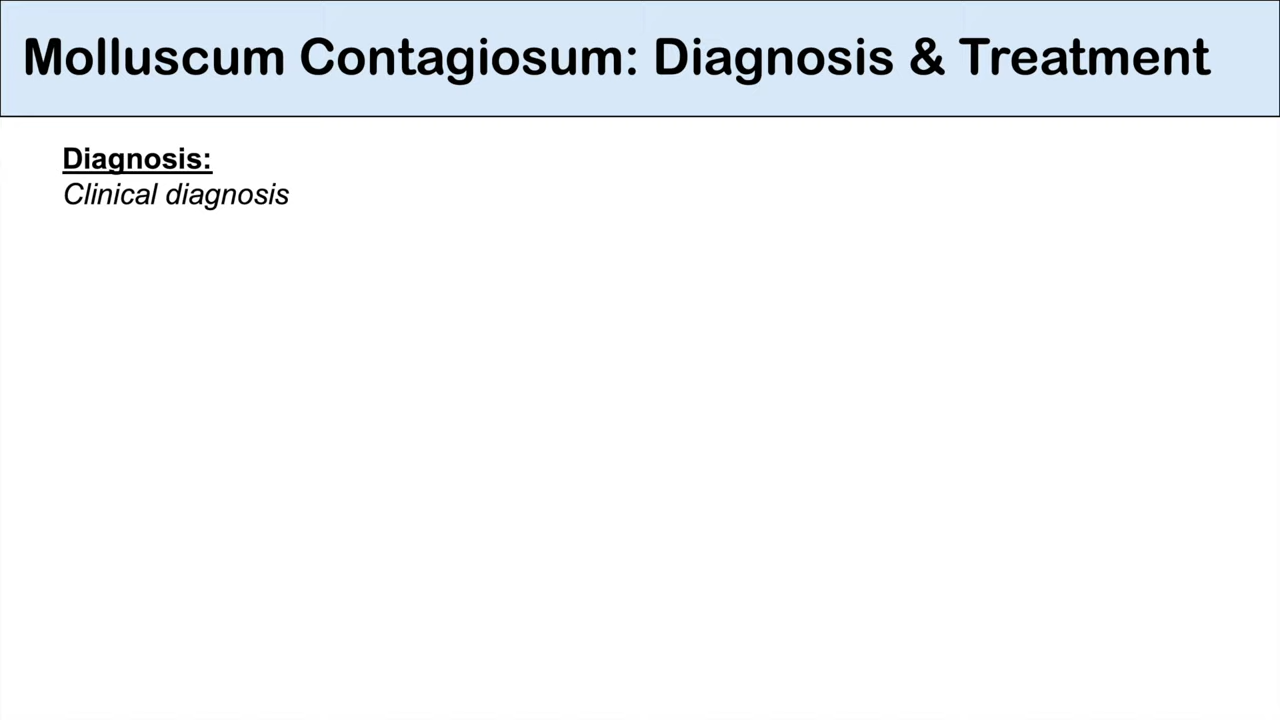 Molluscum Contagiosum: Diagnosis & Treatment
Diagnosis:
Clinical diagnosis